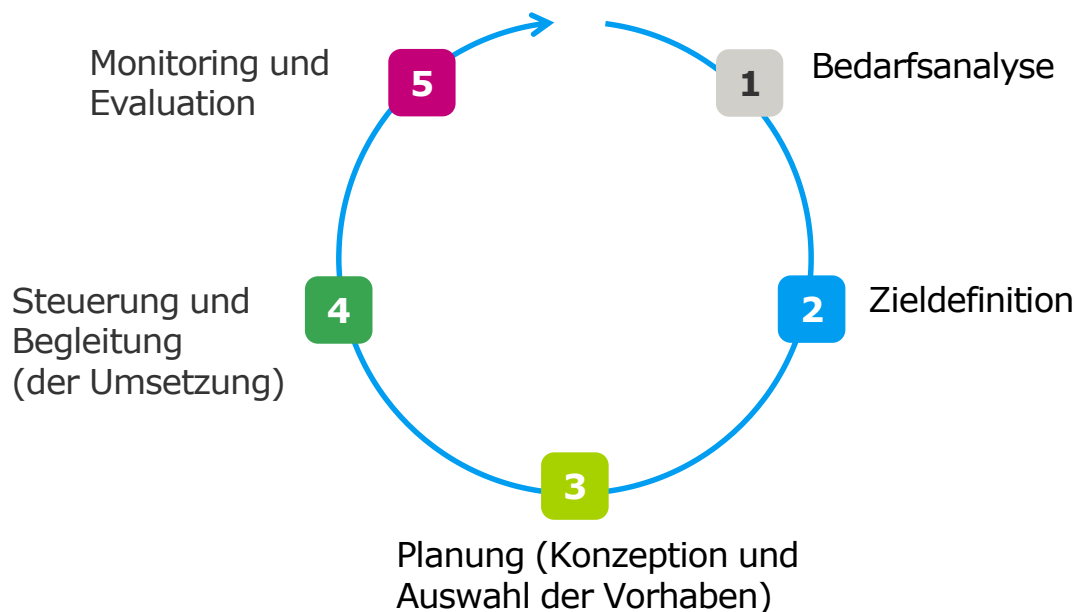 1
Bedarfsanalyse
2
Zieldefinition
3
Planung (Konzeption und
Auswahl der Vorhaben)
4
Steuerung und
Begleitung
(der Umsetzung)
5
Monitoring und
Evaluation